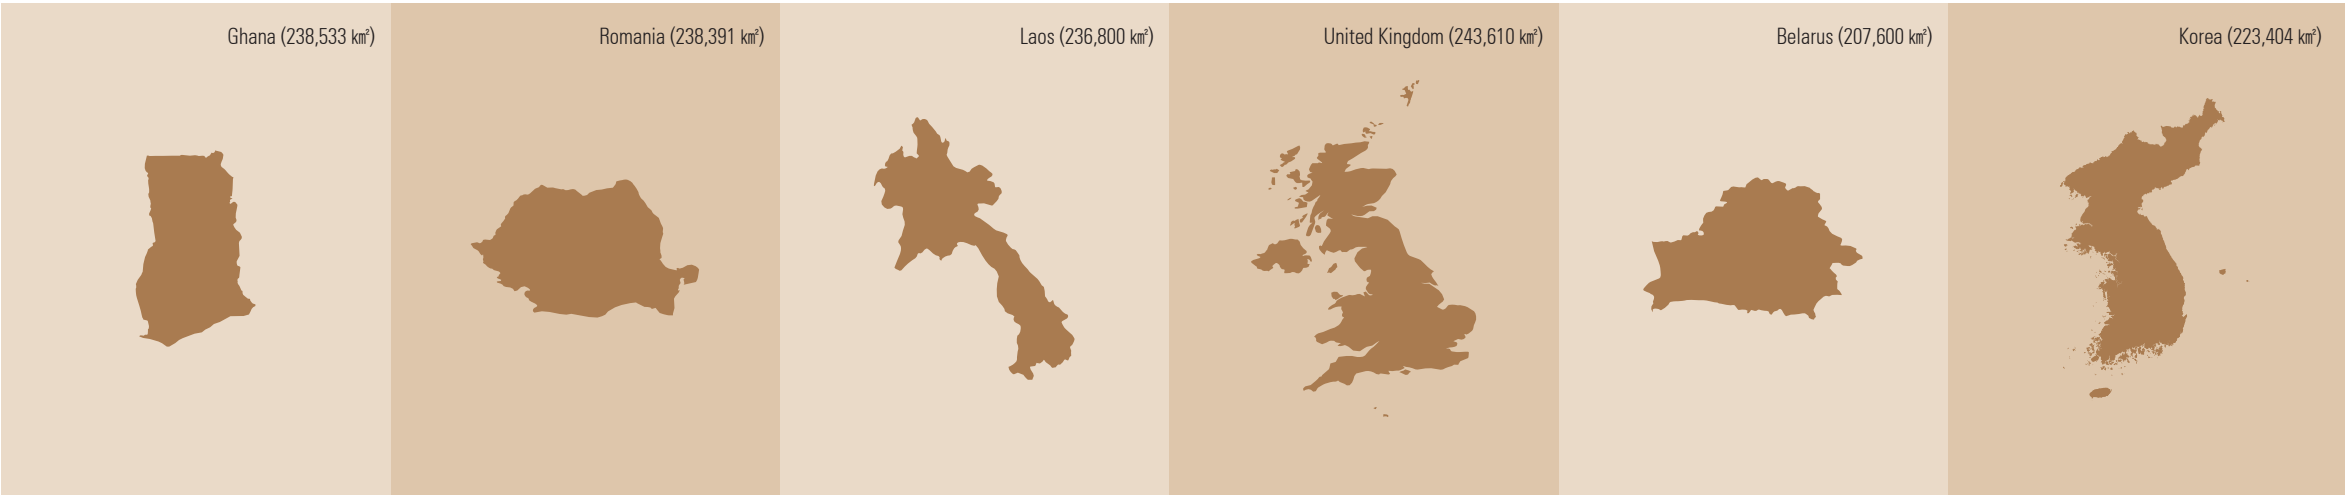 Ghana (238,533 ㎢)
Romania (238,391 ㎢)
Laos (236,800 ㎢)
United Kingdom (243,610 ㎢)
Belarus (207,600 ㎢)
Korea (223,404 ㎢)